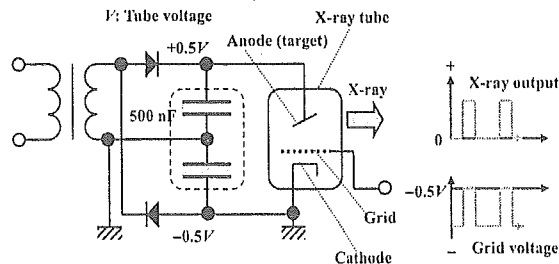 V: Tube voltage
X-ray tube
Anode (target)
+0.5V
X-ray
+
X-ray output
500 nF
0
−0.5V
Grid
−0.5V
Cathode
−
Grid voltage